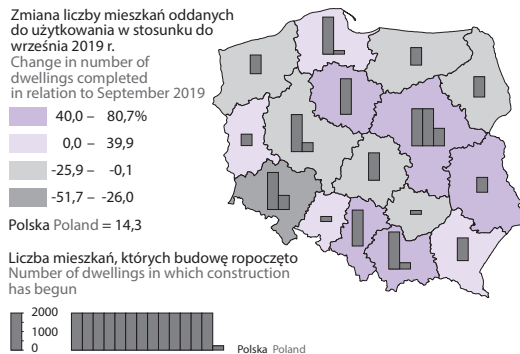 Zmiana liczby mieszkań oddanych
do użytkowania w stosunku do
września 2019 r.
Change in number of
dwellings completed
in relation to September 2019
40,0 – 80,7%
0,0 – 39,9
-25,9 – -0,1
-51,7 – -26,0
Polska Poland = 14,3
Liczba mieszkań, których budowę ropoczęto
Number of dwellings in which construction
has begun
2000
1000
0
Polska Poland